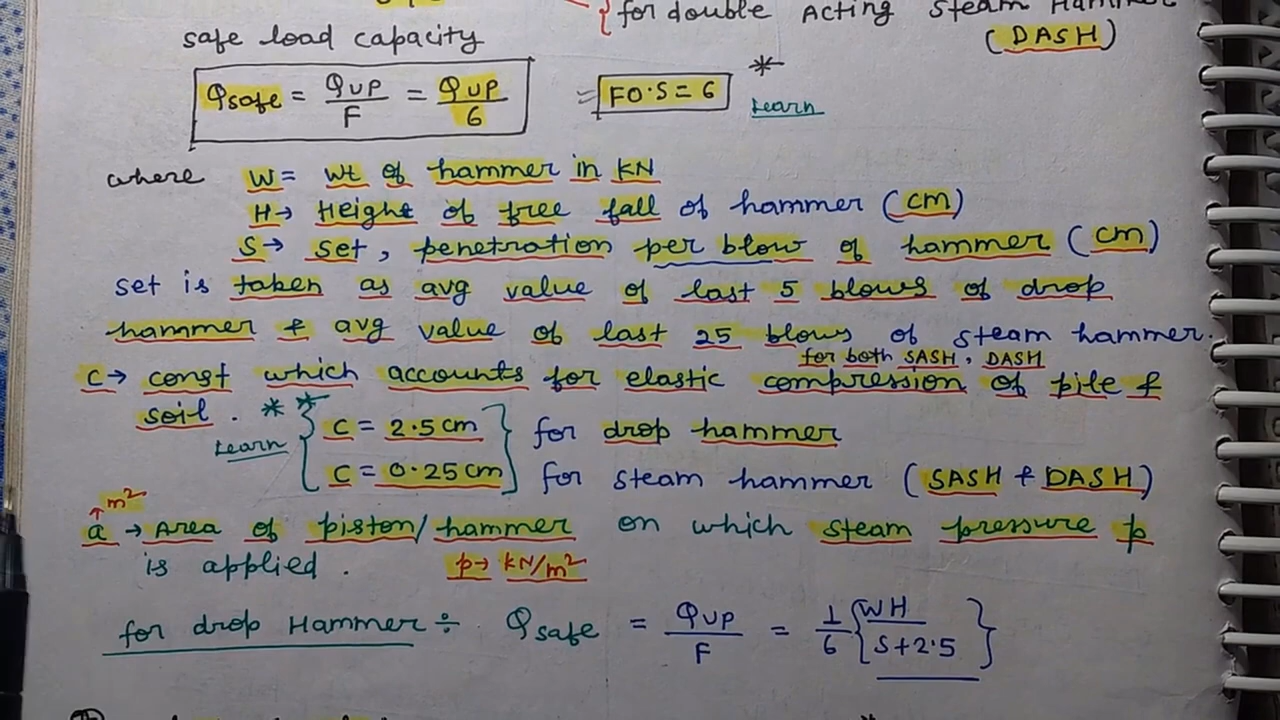 for double Acting Steam Hammer
safe load capacity
(DASH)
Qsafe = QUP/F = QUP/6 = FO.S = 6 * Learn
where W = wt of hammer in kN
H→ Height of free fall of hammer (cm)
S→ set, penetration per blow of hammer (cm)
set is taken as avg value of last 5 blows of drop
hammer & avg value of last 25 blows of steam hammer.
for both SASH, DASH
C→ const which accounts for elastic compression of pile &
soil. ** Learn { C = 2.5 cm } for drop hammer
{ C = 0.25 cm } for steam hammer (SASH & DASH)
m²
a → Area of piston/hammer on which steam pressure p
is applied. p→ kN/m²
for drop Hammer ÷ Qsafe = QUP/F = 1/6 {WH/S+2.5}